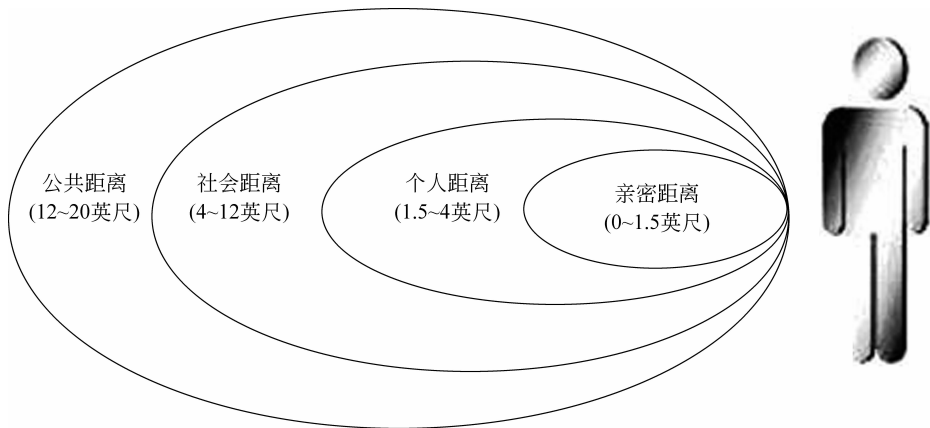 公共距离
(12~20英尺)
社会距离
(4~12英尺)
个人距离
(1.5~4英尺)
亲密距离
(0~1.5英尺)